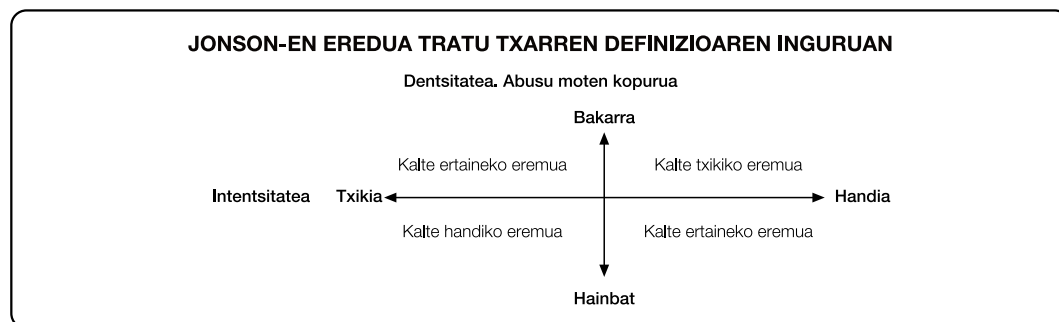 JONSON-EN EREDUA TRATU TXARREN DEFINIZIOAREN INGURUAN
Dentsitatea. Abusu moten kopurua
Bakarra
Kalte ertaineko eremua Kalte txikiko eremua
Intentsitatea Txikia Handia
Kalte handiko eremua Kalte ertaineko eremua
Hainbat